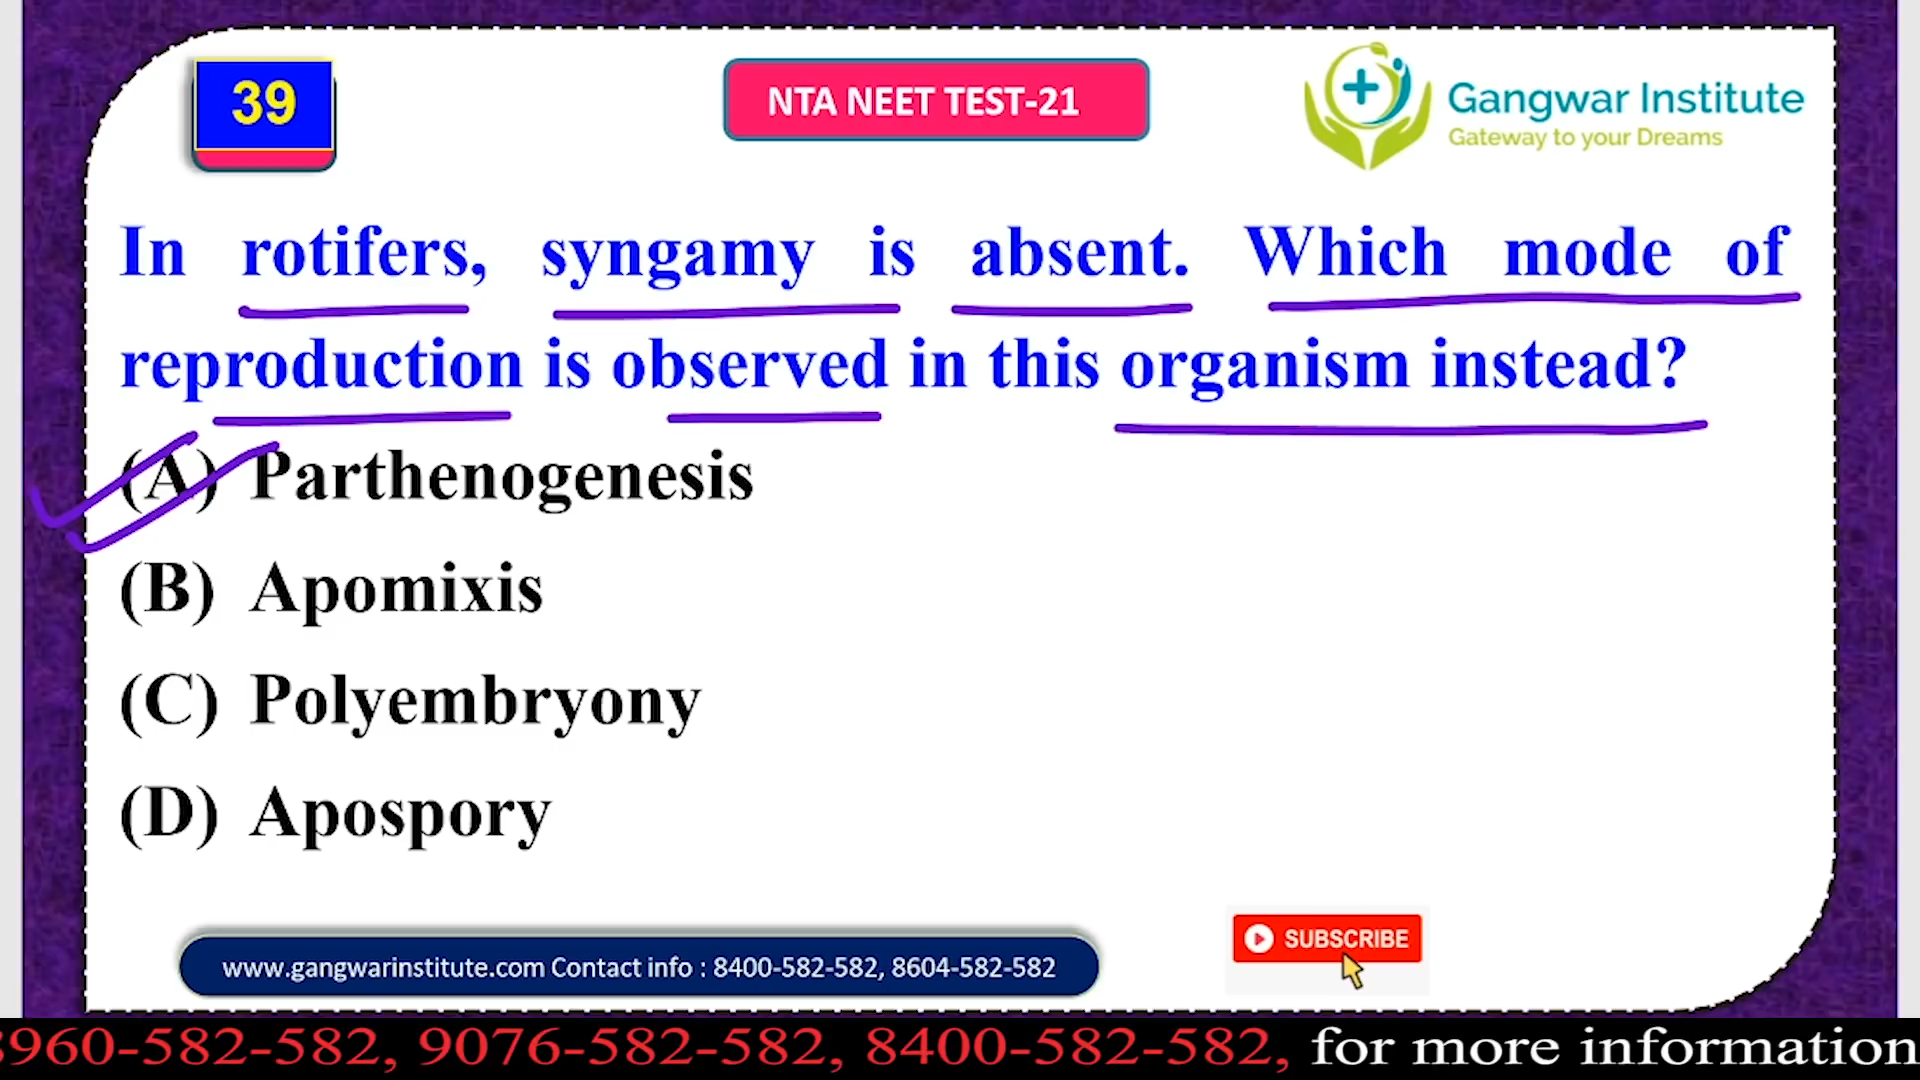 39
NTA NEET TEST-21
Gangwar Institute
Gateway to your Dreams
In rotifers, syngamy is absent. Which mode of
reproduction is observed in this organism instead?
(A) Parthenogenesis
(B) Apomixis
(C) Polyembryony
(D) Apospory
SUBSCRIBE
www.gangwarinstitute.com Contact info : 8400-582-582, 8604-582-582
8960-582-582, 9076-582-582, 8400-582-582, for more information